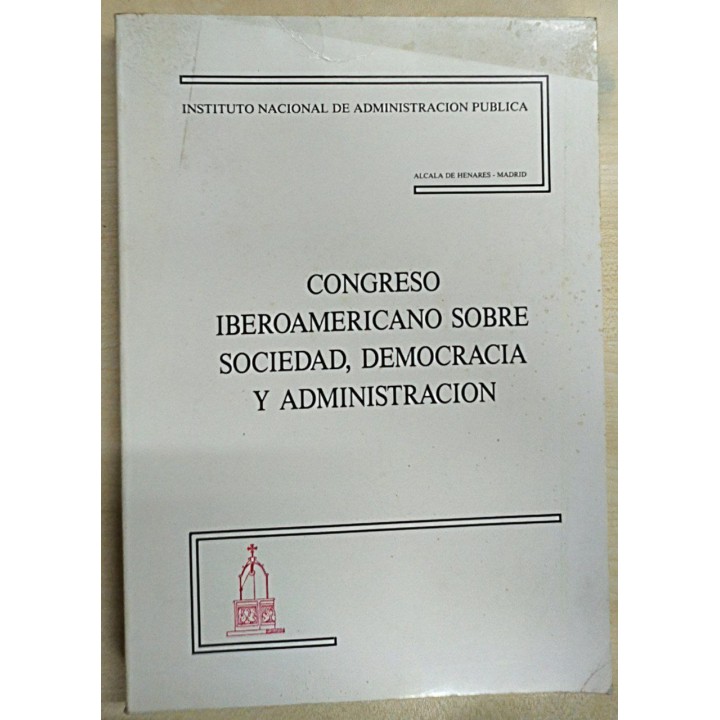 INSTITUTO NACIONAL DE ADMINISTRACION PUBLICA
ALCALA DE HENARES - MADRID
CONGRESO
IBEROAMERICANO SOBRE
SOCIEDAD, DEMOCRACIA
Y ADMINISTRACION